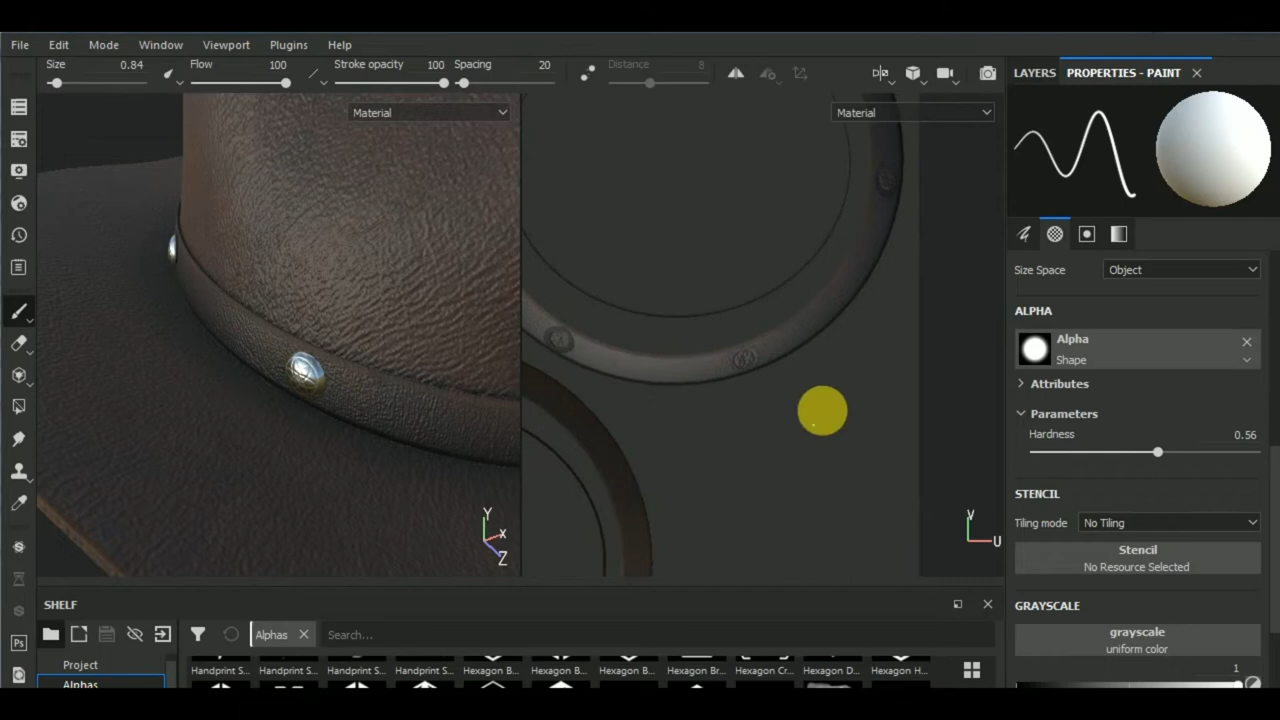 File Edit Mode Window Viewport Plugins Help
Size 0.84 Flow 100 Stroke opacity 100 Spacing 20 Distance 8
LAYERS PROPERTIES - PAINT
Material
Material
Size Space Object
ALPHA
Alpha
Shape
Attributes
Parameters
Hardness
0.56
STENCIL
Tiling mode No Tiling
Stencil
No Resource Selected
GRAYSCALE
grayscale
uniform color
1
Y
X
Z
V
U
SHELF
Alphas
Search...
Project
Alphas
Handprint S... Handprint S... Handprint S... Handprint S... Hexagon B... Hexagon B... Hexagon B... Hexagon Br... Hexagon Cr... Hexagon D... Hexagon H...
Ps